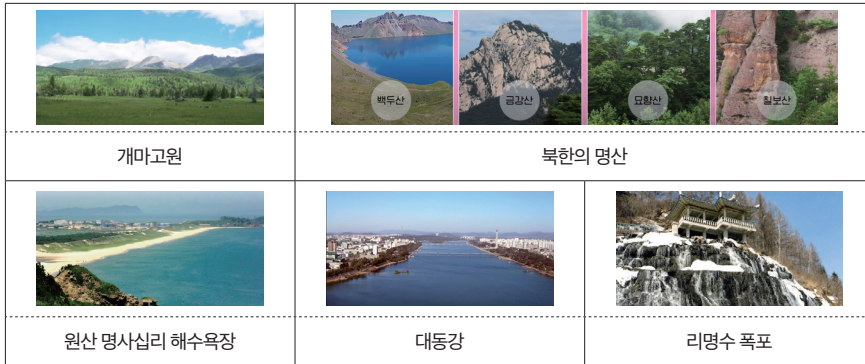 백두산
금강산
묘향산
칠보산
개마고원
북한의 명산
원산 명사십리 해수욕장
대동강
리명수 폭포